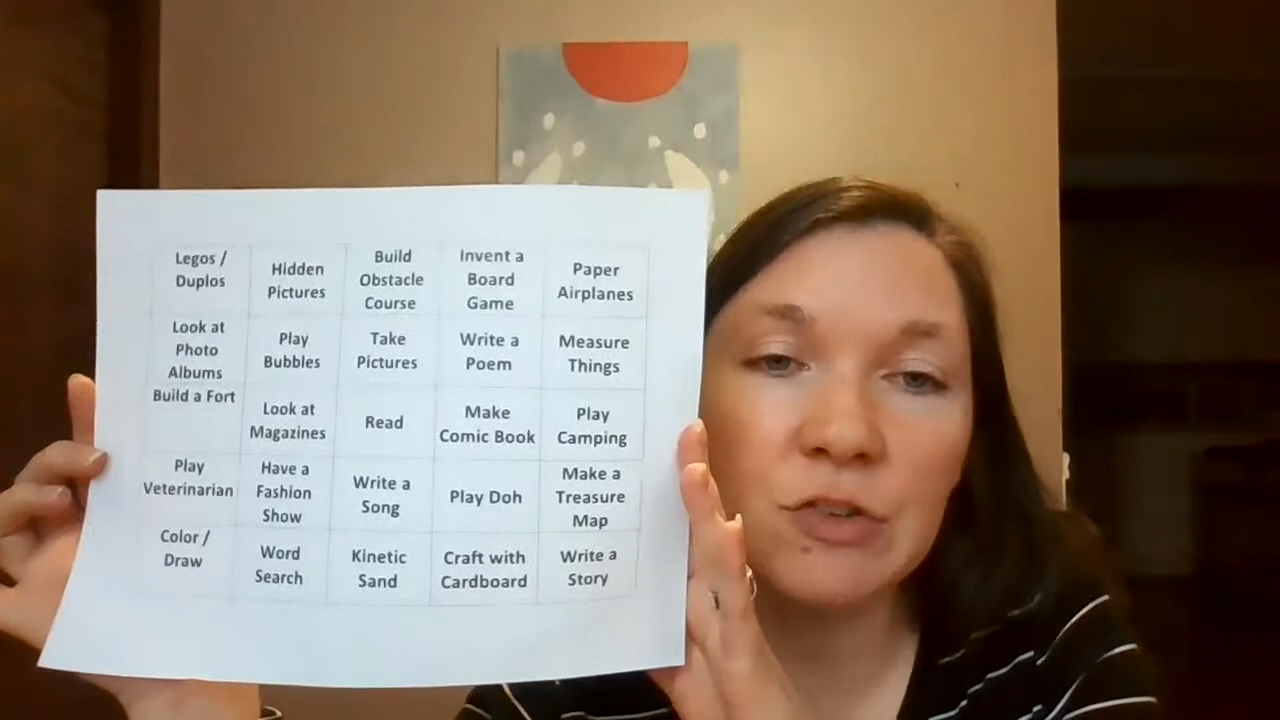 Legos /
Duplos
Hidden
Pictures
Build
Obstacle
Course
Invent a
Board
Game
Paper
Airplanes
Look at
Photo
Albums
Play
Bubbles
Take
Pictures
Write a
Poem
Measure
Things
Build a Fort
Look at
Magazines
Read
Make
Comic Book
Play
Camping
Play
Veterinarian
Have a
Fashion
Show
Write a
Song
Play Doh
Make a
Treasure
Map
Color /
Draw
Word
Search
Kinetic
Sand
Craft with
Cardboard
Write a
Story